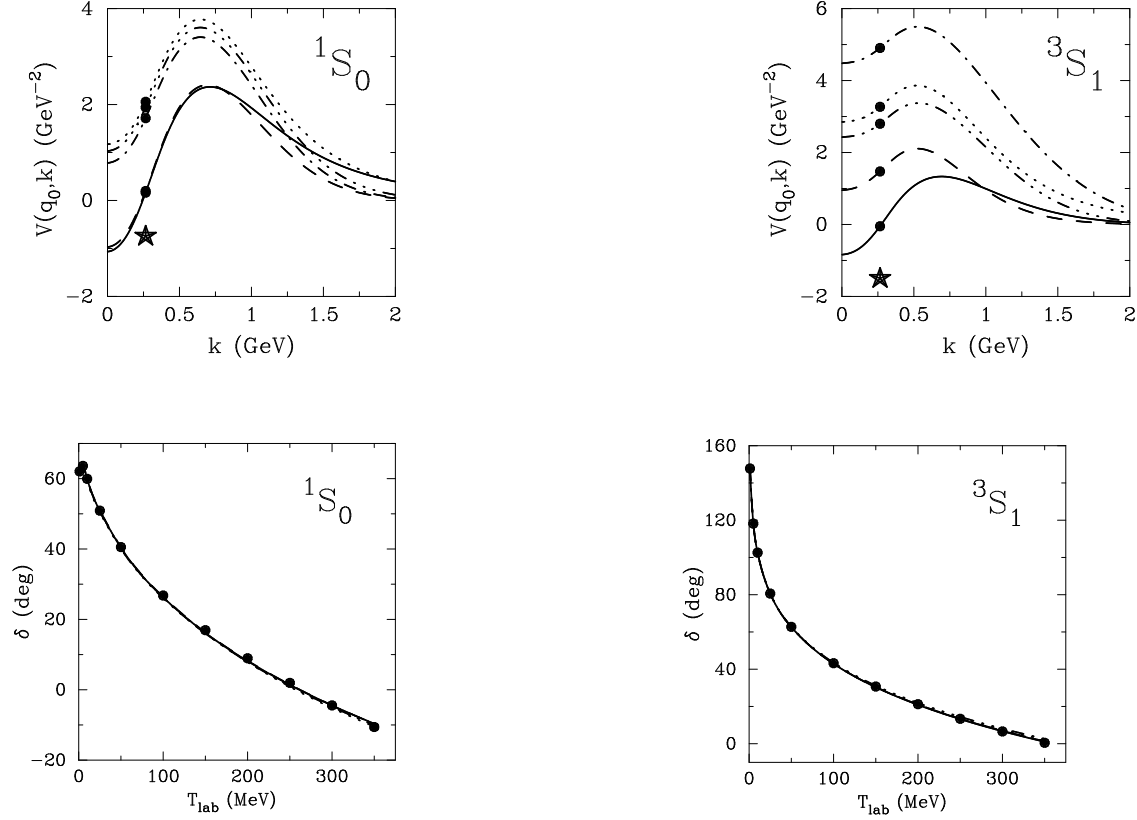 4
2
0
−2
V(q₀,k) (GeV⁻²)
¹S₀
0 0.5 1 1.5 2
k (GeV)
6
4
2
0
−2
V(q₀,k) (GeV⁻²)
³S₁
0 0.5 1 1.5 2
k (GeV)
60
40
20
0
−20
δ (deg)
¹S₀
0 100 200 300
T_lab (MeV)
160
120
80
40
0
δ (deg)
³S₁
0 100 200 300
T_lab (MeV)